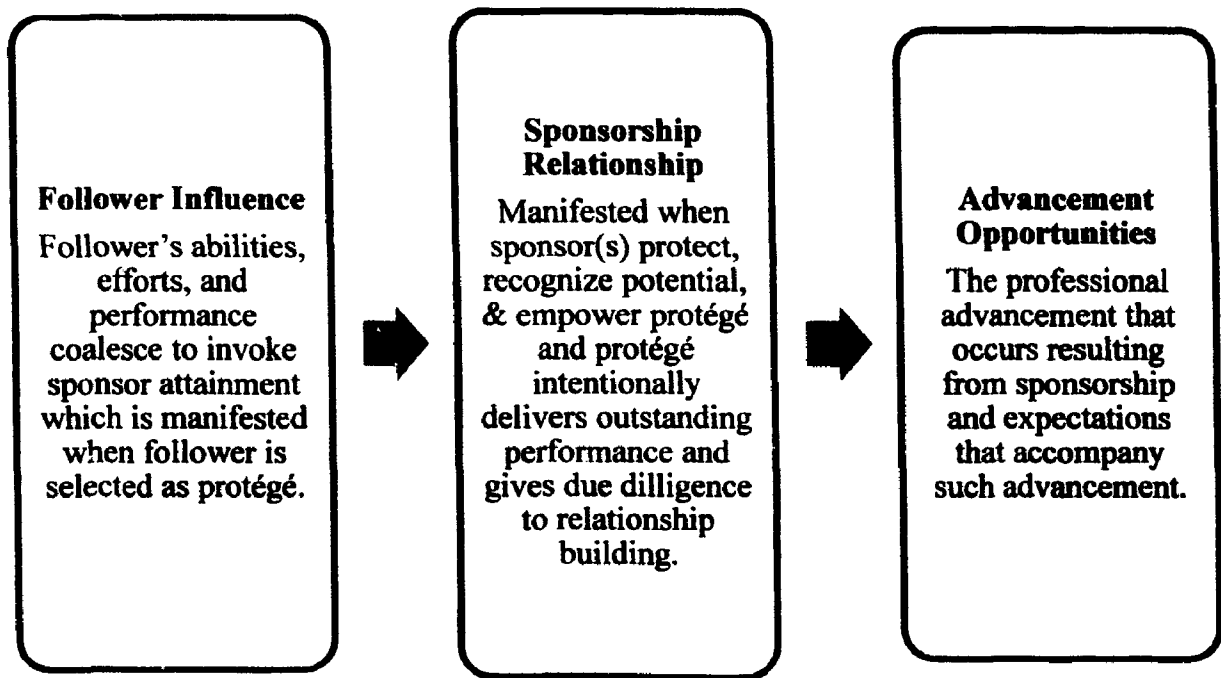 Follower Influence
Follower's abilities,
efforts, and
performance
coalesce to invoke
sponsor attainment
which is manifested
when follower is
selected as protégé.
Sponsorship
Relationship
Manifested when
sponsor(s) protect,
recognize potential,
& empower protégé
and protégé
intentionally
delivers outstanding
performance and
gives due dilligence
to relationship
building.
Advancement
Opportunities
The professional
advancement that
occurs resulting
from sponsorship
and expectations
that accompany
such advancement.